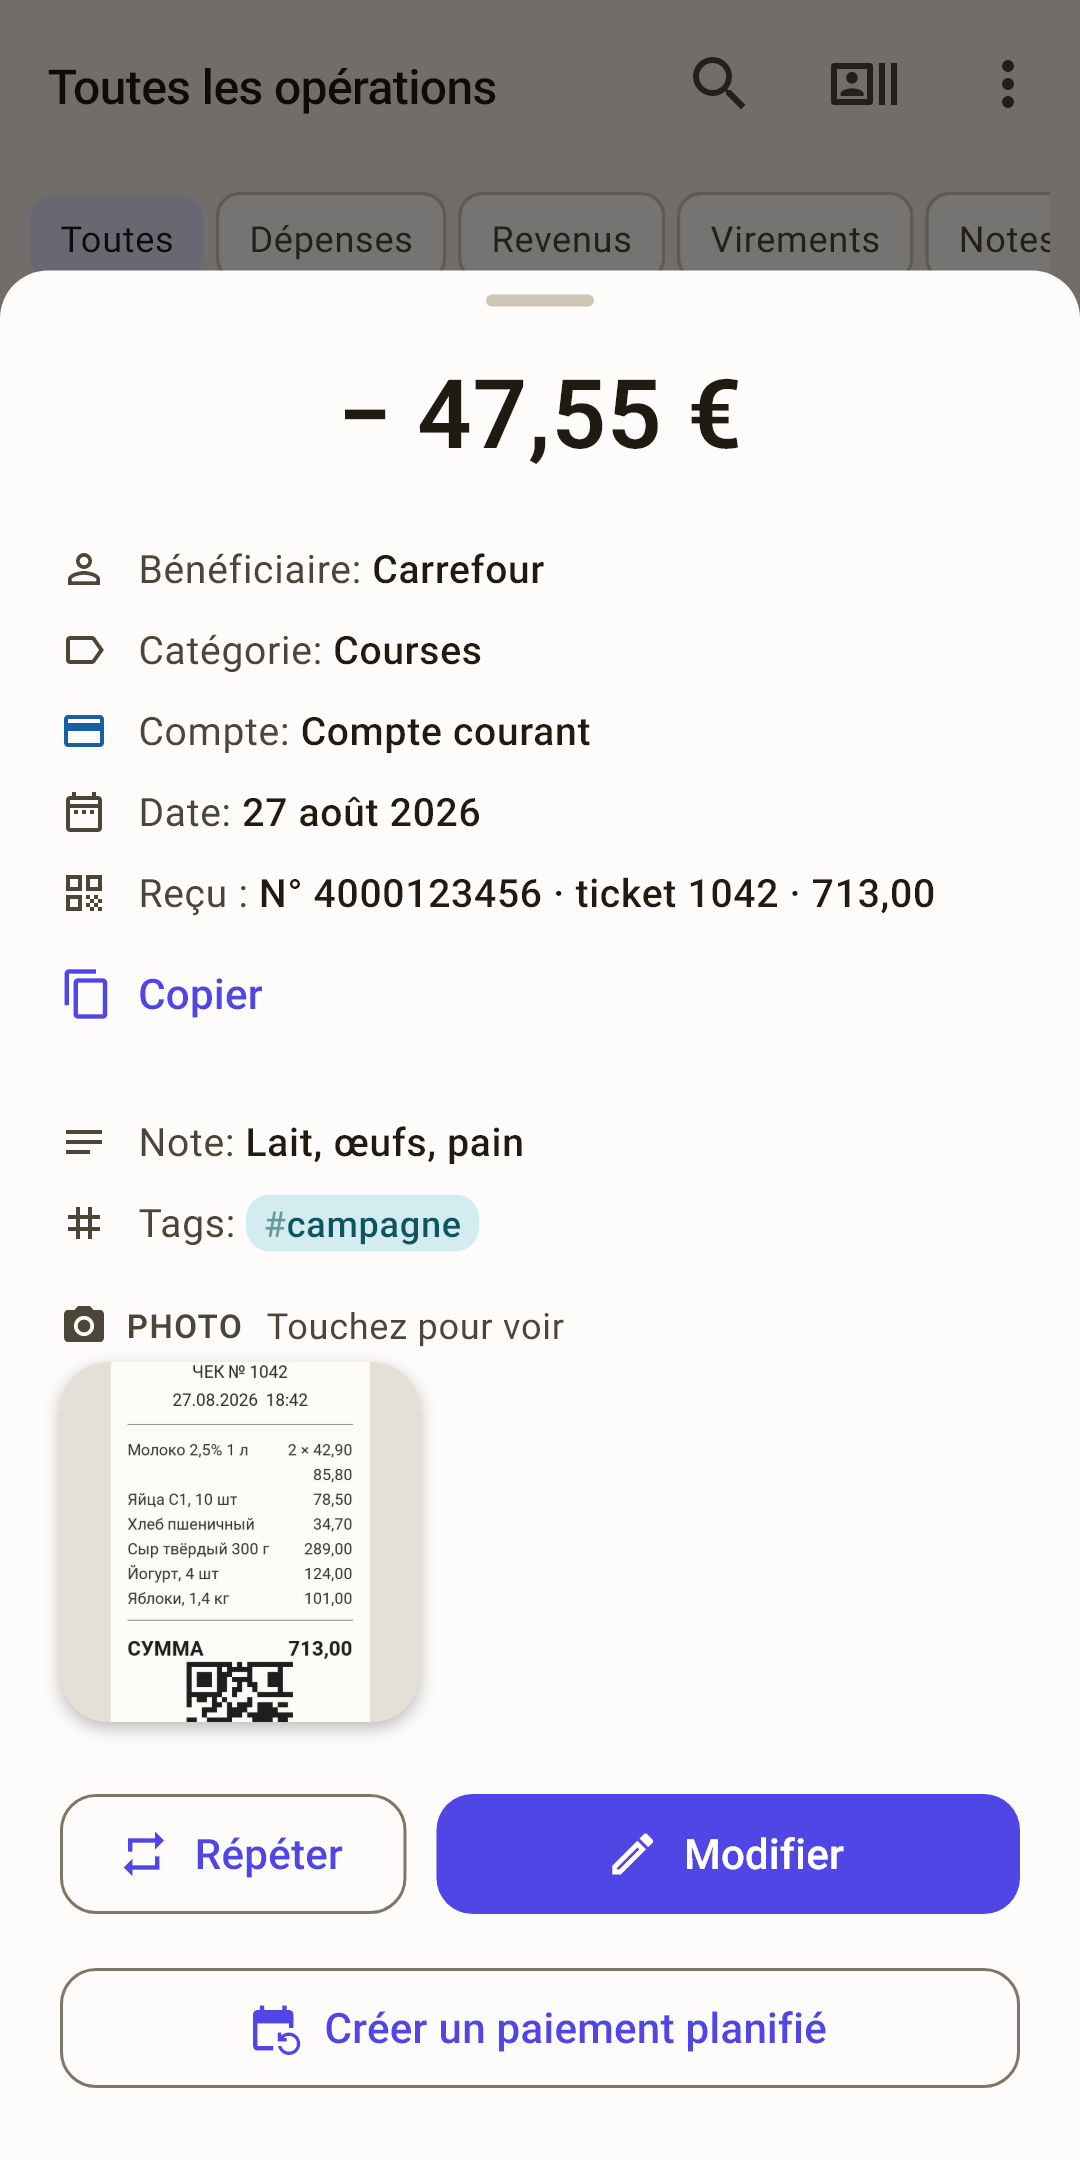 Toutes les opérations
Toutes
Dépenses
Revenus
Virements
Notes
– 47,55 €
Bénéficiaire: Carrefour
Catégorie: Courses
Compte: Compte courant
Date: 27 août 2026
Reçu : N° 4000123456 · ticket 1042 · 713,00
Copier
Note: Lait, œufs, pain
Tags: #campagne
PHOTO Touchez pour voir
ЧЕК № 1042
27.08.2026 18:42
Молоко 2,5% 1 л 2 × 42,90
85,80
Яйца С1, 10 шт 78,50
Хлеб пшеничный 34,70
Сыр твёрдый 300 г 289,00
Йогурт, 4 шт 124,00
Яблоки, 1,4 кг 101,00
СУММА 713,00
Répéter
Modifier
Créer un paiement planifié